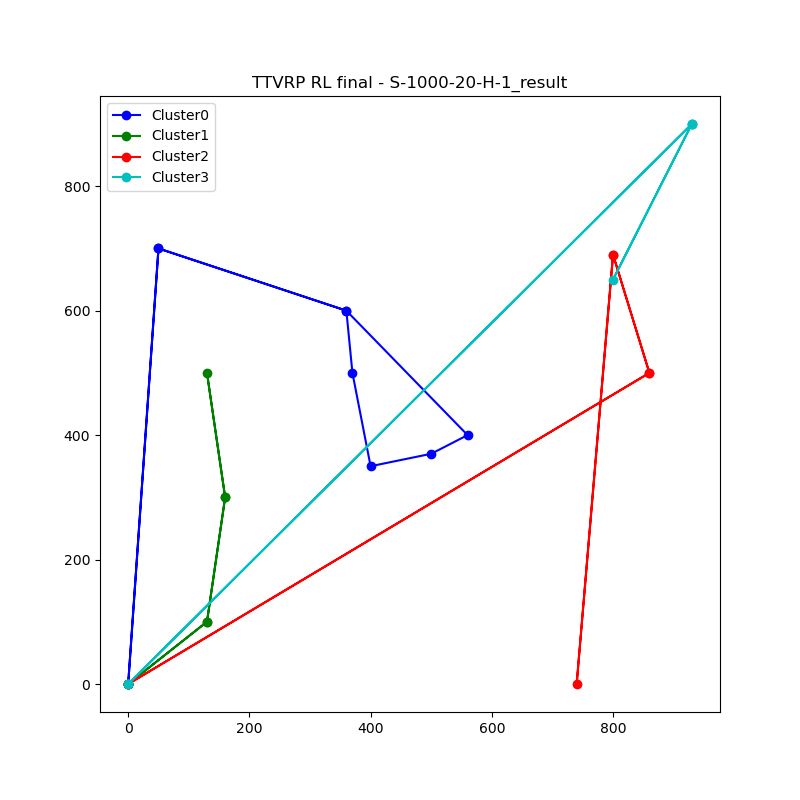 TTVRP RL final - S-1000-20-H-1_result
Cluster0
Cluster1
Cluster2
Cluster3
800
600
400
200
0
0 200 400 600 800